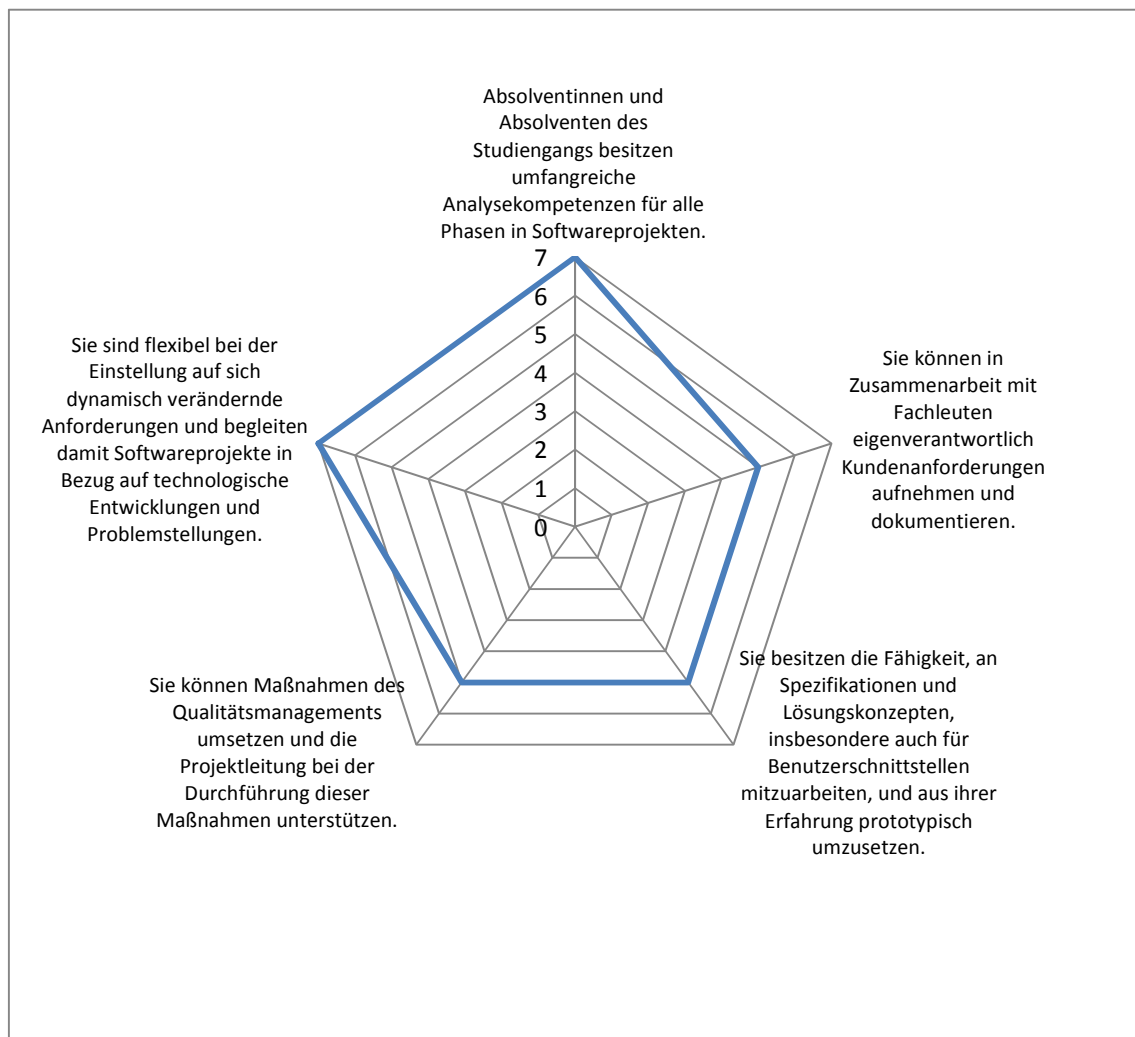 Absolventinnen und
Absolventen des
Studiengangs besitzen
umfangreiche
Analysekompetenzen für alle
Phasen in Softwareprojekten.
7
6
5
4
3
2
1
0
Sie können in
Zusammenarbeit mit
Fachleuten
eigenverantwortlich
Kundenanforderungen
aufnehmen und
dokumentieren.
Sie besitzen die Fähigkeit, an
Spezifikationen und
Lösungskonzepten,
insbesondere auch für
Benutzerschnittstellen
mitzuarbeiten, und aus ihrer
Erfahrung prototypisch
umzusetzen.
Sie können Maßnahmen des
Qualitätsmanagements
umsetzen und die
Projektleitung bei der
Durchführung dieser
Maßnahmen unterstützen.
Sie sind flexibel bei der
Einstellung auf sich
dynamisch verändernde
Anforderungen und begleiten
damit Softwareprojekte in
Bezug auf technologische
Entwicklungen und
Problemstellungen.